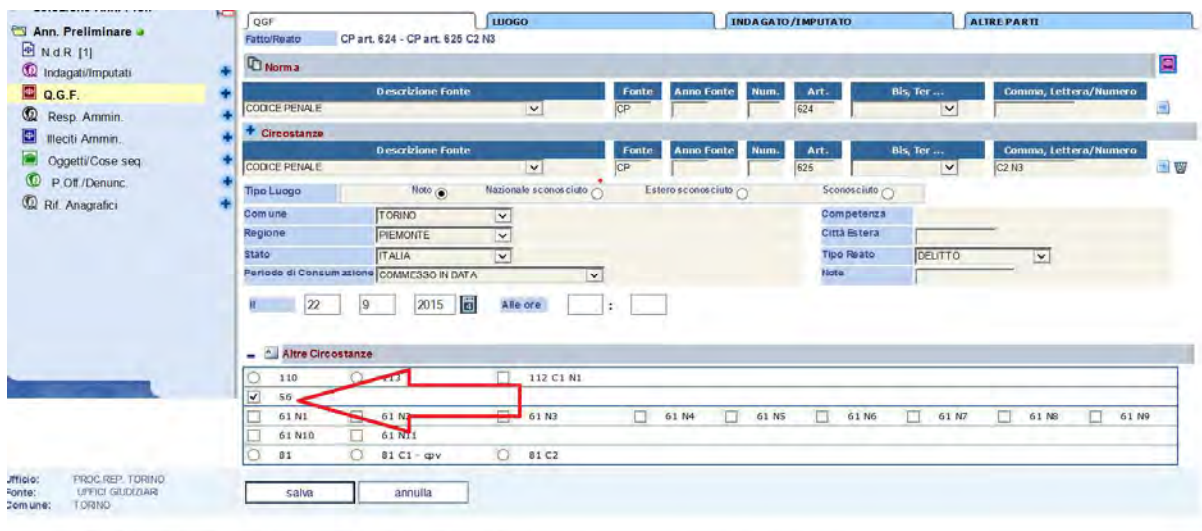 Ann. Preliminare
N.d.R. [1]
Indagati/Imputati
Q.G.F.
Resp. Ammin.
Illeciti Ammin.
Oggetti/Cose seq.
P.Off./Denunc.
Rif. Anagrafici
Ufficio: PROC.REP. TORINO
Fonte: UFFICI GIUDIZIARI
Comune: TORINO
QGF LUOGO INDAGATO/IMPUTATO ALTRE PARTI
Fatto/Reato CP art. 624 - CP art. 625 C2 N3
Norma
Descrizione Fonte Fonte Anno Fonte Num. Art. Bis, Ter ... Comma, Lettera/Numero
CODICE PENALE CP 624
Circostanze
Descrizione Fonte Fonte Anno Fonte Num. Art. Bis, Ter ... Comma, Lettera/Numero
CODICE PENALE CP 625 C2 N3
Tipo Luogo Noto Nazionale sconosciuto Estero sconosciuto Sconosciuto
Comune TORINO Competenza
Regione PIEMONTE Città Estera
Stato ITALIA Tipo Reato DELITTO
Periodo di Consumazione COMMESSO IN DATA Note
Il 22 9 2015 Alle ore :
Altre Circostanze
110 113 112 C1 N1
56
61 N1 61 N2 61 N3 61 N4 61 N5 61 N6 61 N7 61 N8 61 N9
61 N10 61 N11
81 81 C1 - cpv 81 C2
salva annulla